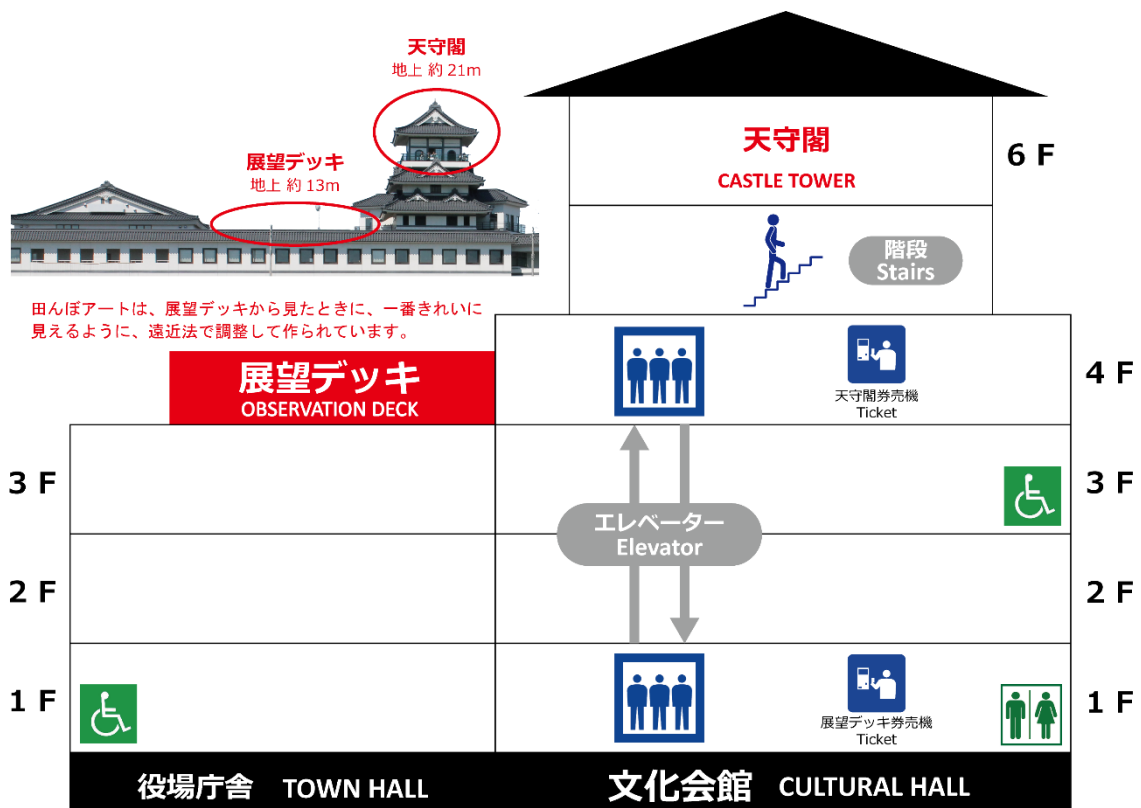 天守閣
地上 約21m
展望デッキ
地上 約13m
田んぼアートは、展望デッキから見たときに、一番きれいに
見えるように、遠近法で調整して作られています。
天守閣
CASTLE TOWER
6 F
階段
Stairs
展望デッキ
OBSERVATION DECK
天守閣券売機
Ticket
4 F
3 F
3 F
エレベーター
Elevator
2 F
2 F
1 F
展望デッキ券売機
Ticket
1 F
役場庁舎 TOWN HALL
文化会館 CULTURAL HALL